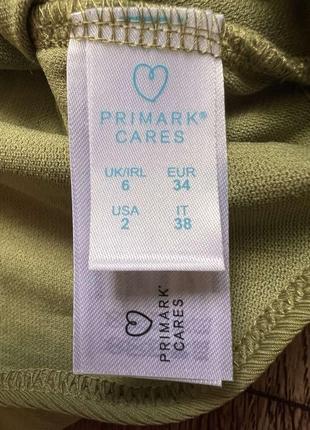 PRIMARK®
CARES
UK/IRL EUR
6 34
USA IT
2 38
PRIMARK®
CARES